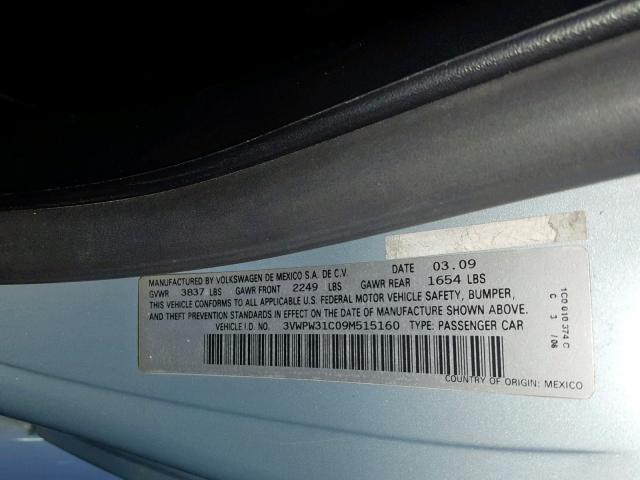 MANUFACTURED BY VOLKSWAGEN DE MEXICO S.A. DE C.V. DATE 03.09
GVWR 3837 LBS GAWR FRONT 2249 LBS GAWR REAR 1654 LBS
THIS VEHICLE CONFORMS TO ALL APPLICABLE U.S. FEDERAL MOTOR VEHICLE SAFETY, BUMPER,
AND THEFT PREVENTION STANDARDS IN EFFECT ON THE DATE OF MANUFACTURE SHOWN ABOVE.
VEHICLE I.D. NO. 3VWPW31C09M515160 TYPE: PASSENGER CAR
COUNTRY OF ORIGIN: MEXICO
1C0 010 374 C
C 3 / 06